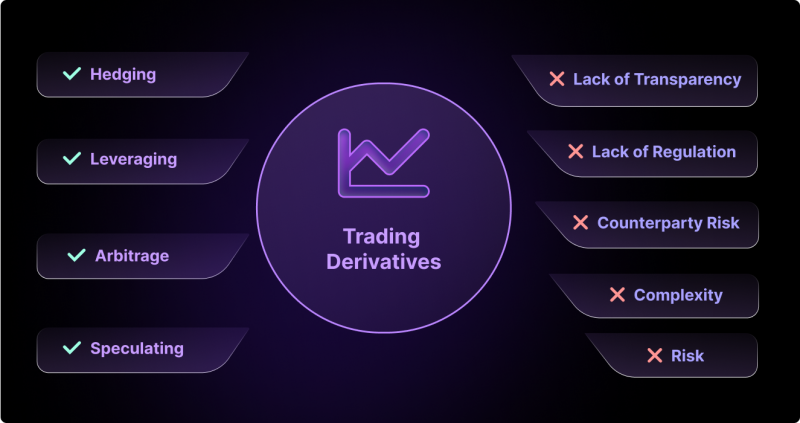 Hedging
Leveraging
Arbitrage
Speculating
Trading
Derivatives
Lack of Transparency
Lack of Regulation
Counterparty Risk
Complexity
Risk